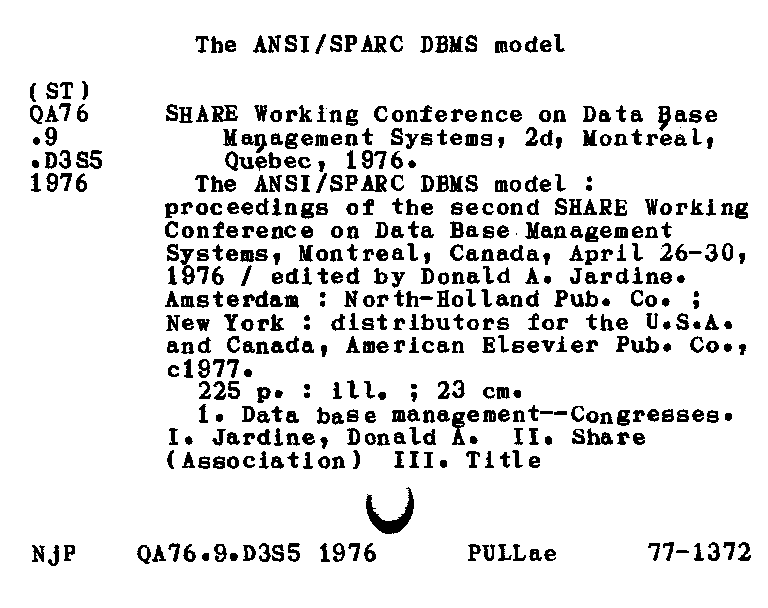 The ANSI/SPARC DBMS model
(ST)
QA76
.9
.D3S5
1976
SHARE Working Conference on Data Base
Management Systems, 2d, Montréal,
Québec, 1976.
The ANSI/SPARC DBMS model :
proceedings of the second SHARE Working
Conference on Data Base Management
Systems, Montreal, Canada, April 26-30,
1976 / edited by Donald A. Jardine.
Amsterdam : North-Holland Pub. Co. ;
New York : distributors for the U.S.A.
and Canada, American Elsevier Pub. Co.,
c1977.
225 p. : ill. ; 23 cm.
1. Data base management--Congresses.
I. Jardine, Donald A. II. Share
(Association) III. Title
NjP QA76.9.D3S5 1976 PULLae 77-1372